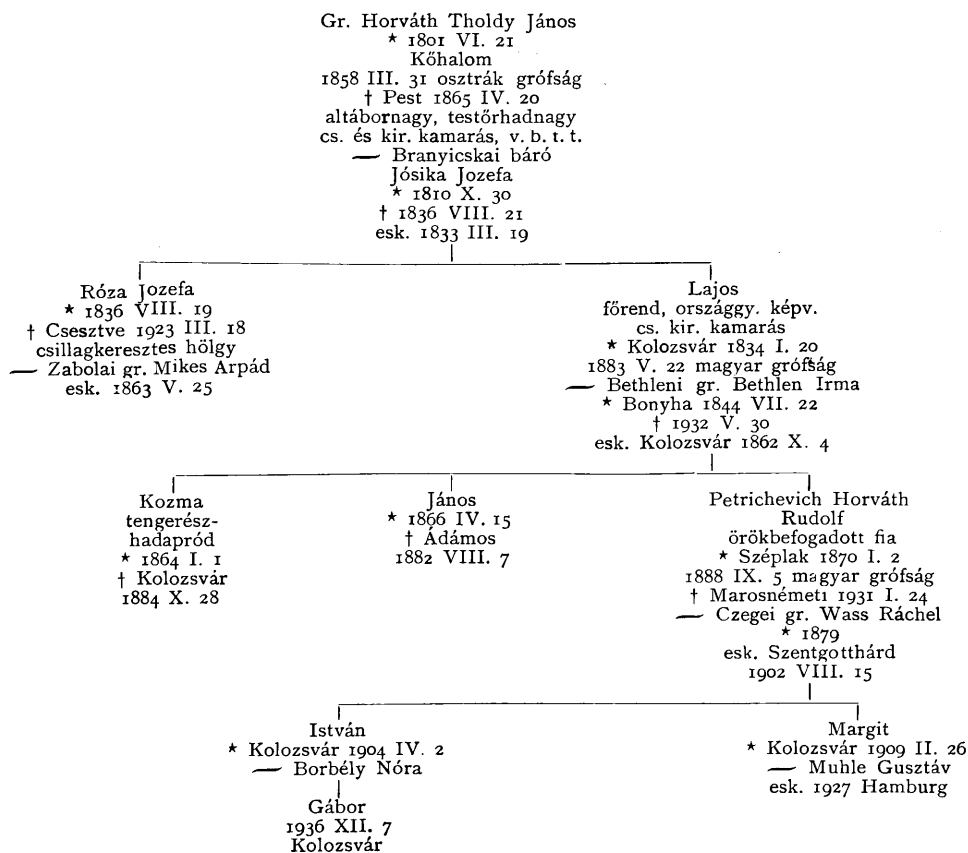 Gr. Horváth Tholdy János
* 1801 VI. 21
Kőhalom
1858 III. 31 osztrák grófság
† Pest 1865 IV. 20
altábornagy, testőrhadnagy
cs. és kir. kamarás, v. b. t. t.
— Branyicskai báró
Jósika Jozefa
* 1810 X. 30
† 1836 VIII. 21
esk. 1833 III. 19
Róza Jozefa
* 1836 VIII. 19
† Csesztve 1923 III. 18
csillagkeresztes hölgy
— Zabolai gr. Mikes Arpád
esk. 1863 V. 25
Lajos
főrend, országgy. képv.
cs. kir. kamarás
* Kolozsvár 1834 I. 20
1883 V. 22 magyar grófság
— Bethleni gr. Bethlen Irma
* Bonyha 1844 VII. 22
† 1932 V. 30
esk. Kolozsvár 1862 X. 4
Kozma
tengerész-
hadapród
* 1864 I. 1
† Kolozsvár
1884 X. 28
János
* 1866 IV. 15
† Ádámos
1882 VIII. 7
Petrichevich Horváth
Rudolf
örökbefogadott fia
* Széplak 1870 I. 2
1888 IX. 5 magyar grófság
† Marosnémeti 1931 I. 24
— Czegei gr. Wass Ráchel
* 1879
esk. Szentgotthárd
1902 VIII. 15
István
* Kolozsvár 1904 IV. 2
— Borbély Nóra
Margit
* Kolozsvár 1909 II. 26
— Muhle Gusztáv
esk. 1927 Hamburg
Gábor
1936 XII. 7
Kolozsvár